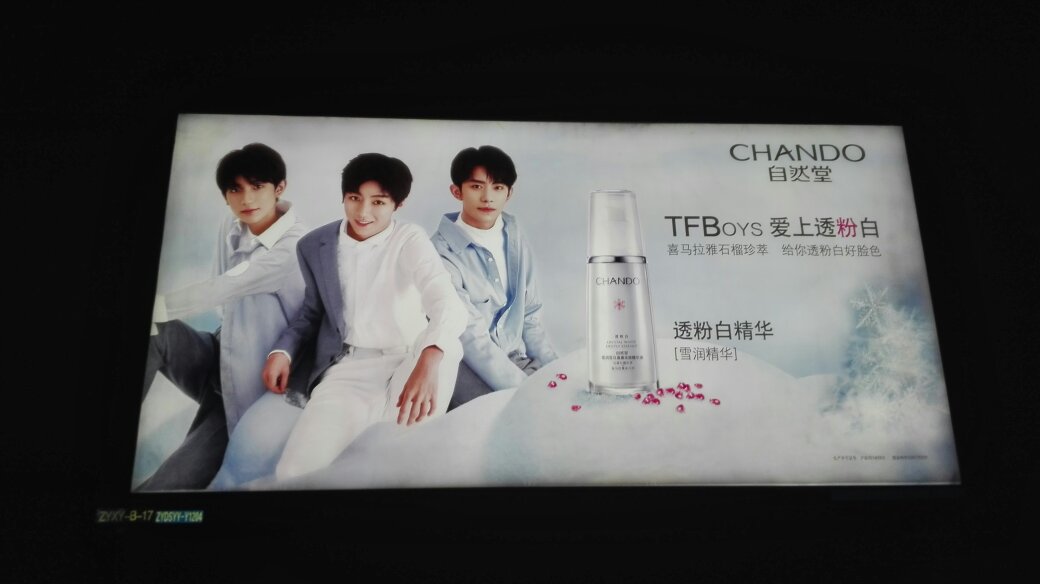 CHANDO
自然堂
TFBOYS 爱上透粉白
喜马拉雅石榴珍萃 给你透粉白好脸色
CHANDO
透粉白精华
[雪润精华]
ZYXY-B-17 ZYDSYY-Y1204